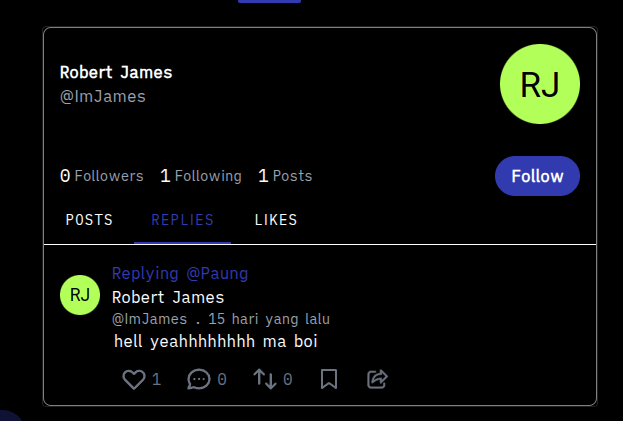 Robert James
@ImJames
RJ
0 Followers 1 Following 1 Posts
Follow
POSTS REPLIES LIKES
Replying @Paung
RJ
Robert James
@ImJames . 15 hari yang lalu
hell yeahhhhhhhh ma boi
1 0 0